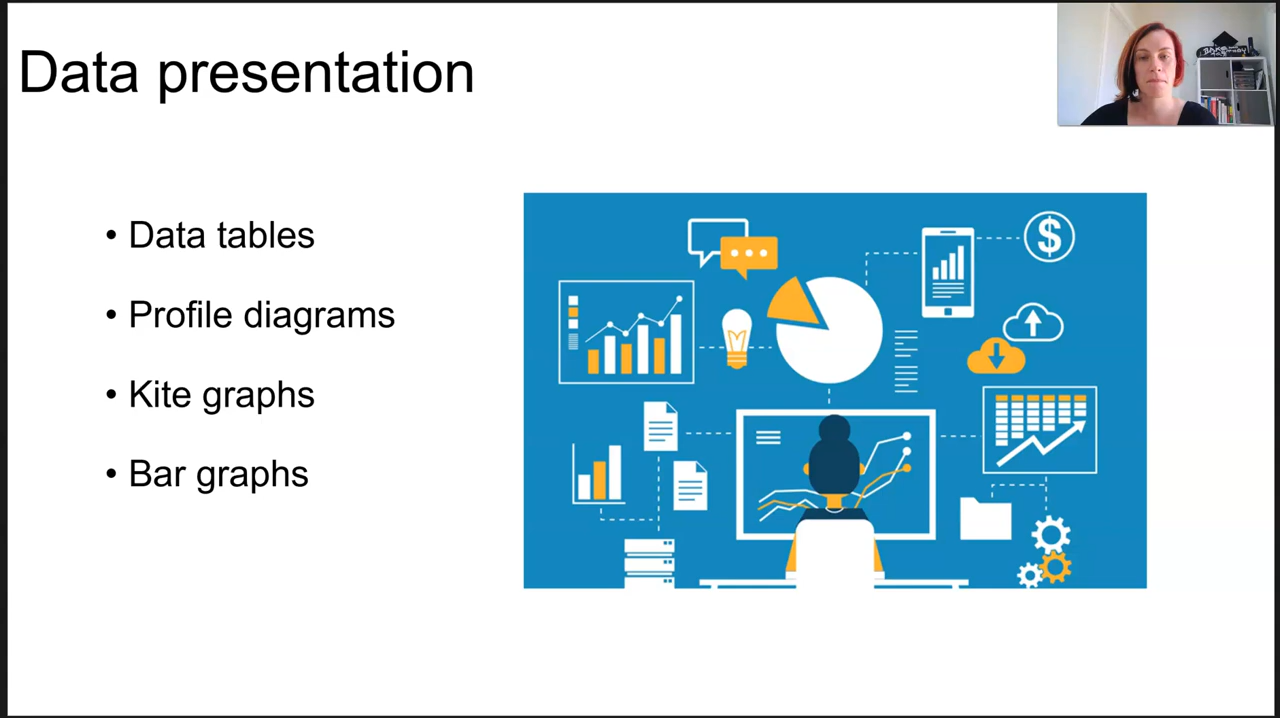 Data presentation
• Data tables
• Profile diagrams
• Kite graphs
• Bar graphs
$